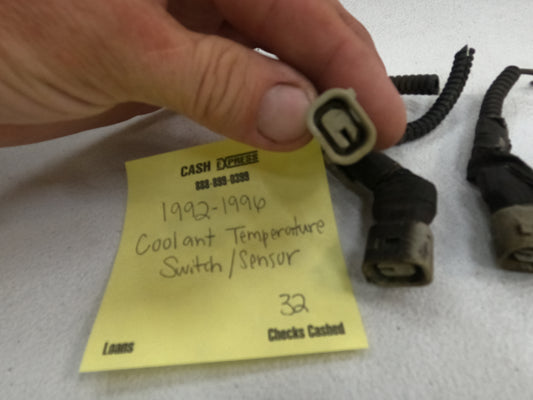 CASH EXPRESS
888-899-0399
1992-1996
Coolant Temperature
Switch/Sensor
32
Loans Checks Cashed